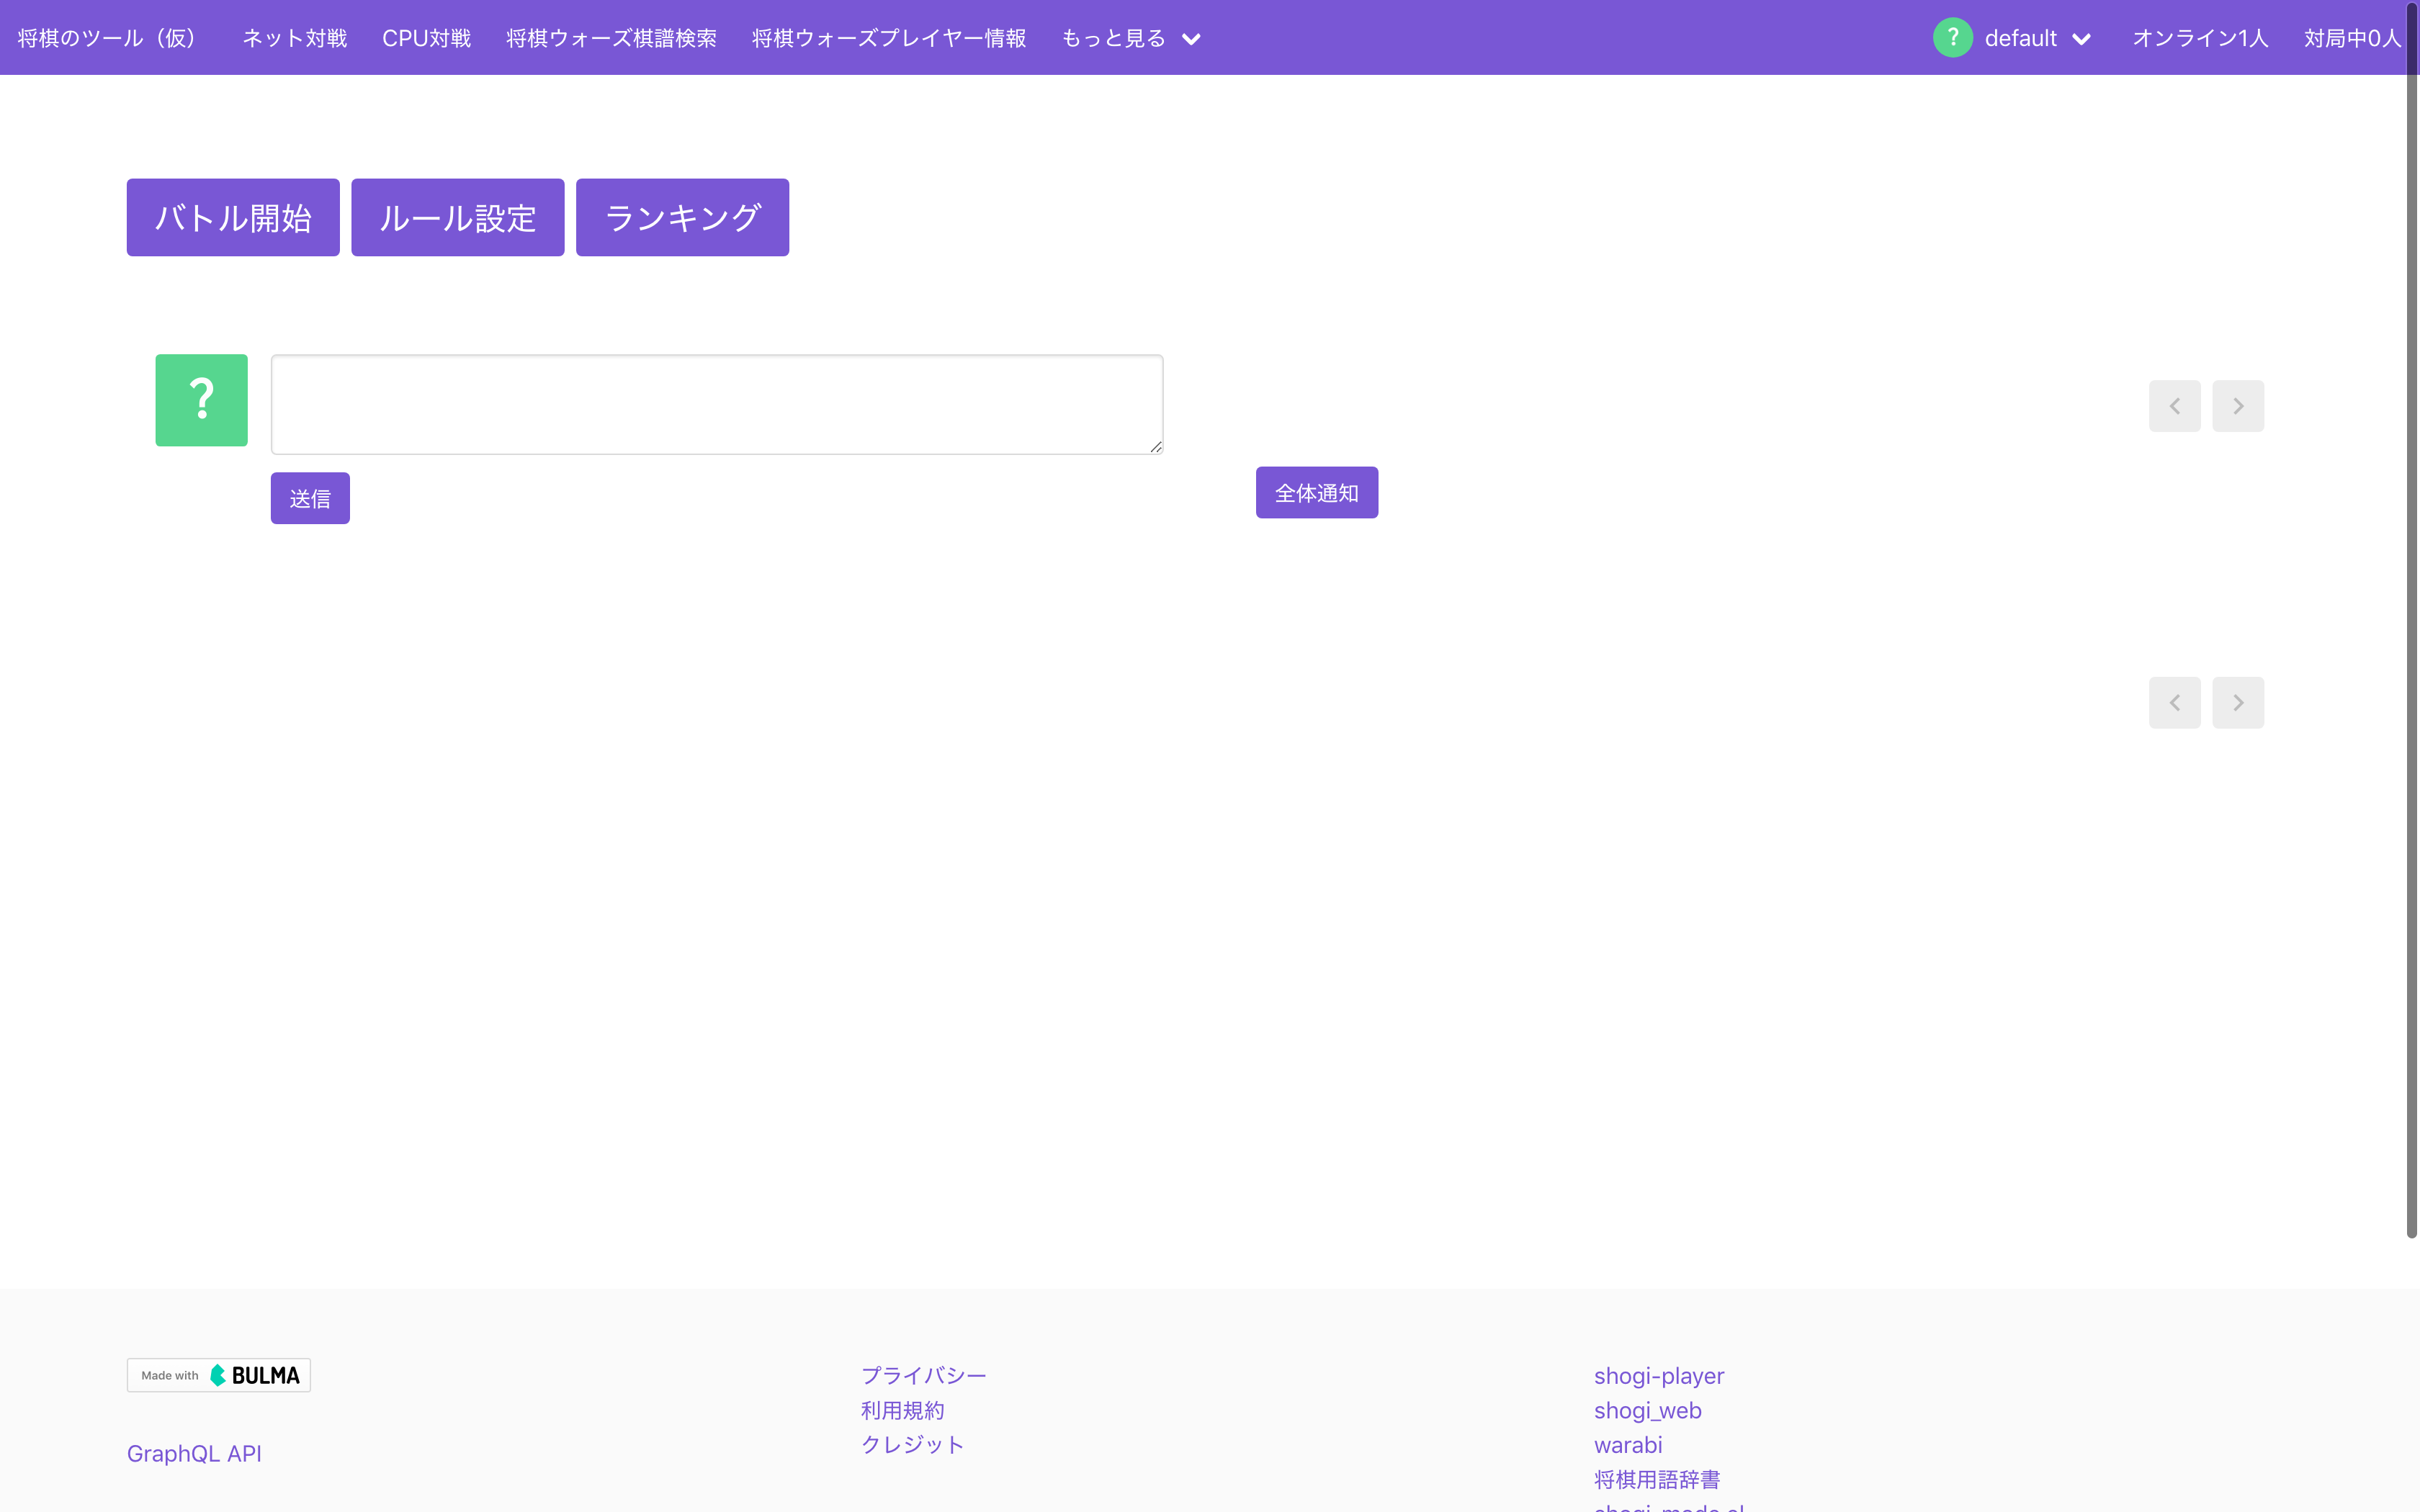 将棋のツール（仮） ネット対戦 CPU対戦 将棋ウォーズ棋譜検索 将棋ウォーズプレイヤー情報 もっと見る ? default オンライン1人 対局中0人
バトル開始 ルール設定 ランキング
?
送信 全体通知
Made with BULMA
GraphQL API
プライバシー
利用規約
クレジット
shogi-player
shogi_web
warabi
将棋用語辞書